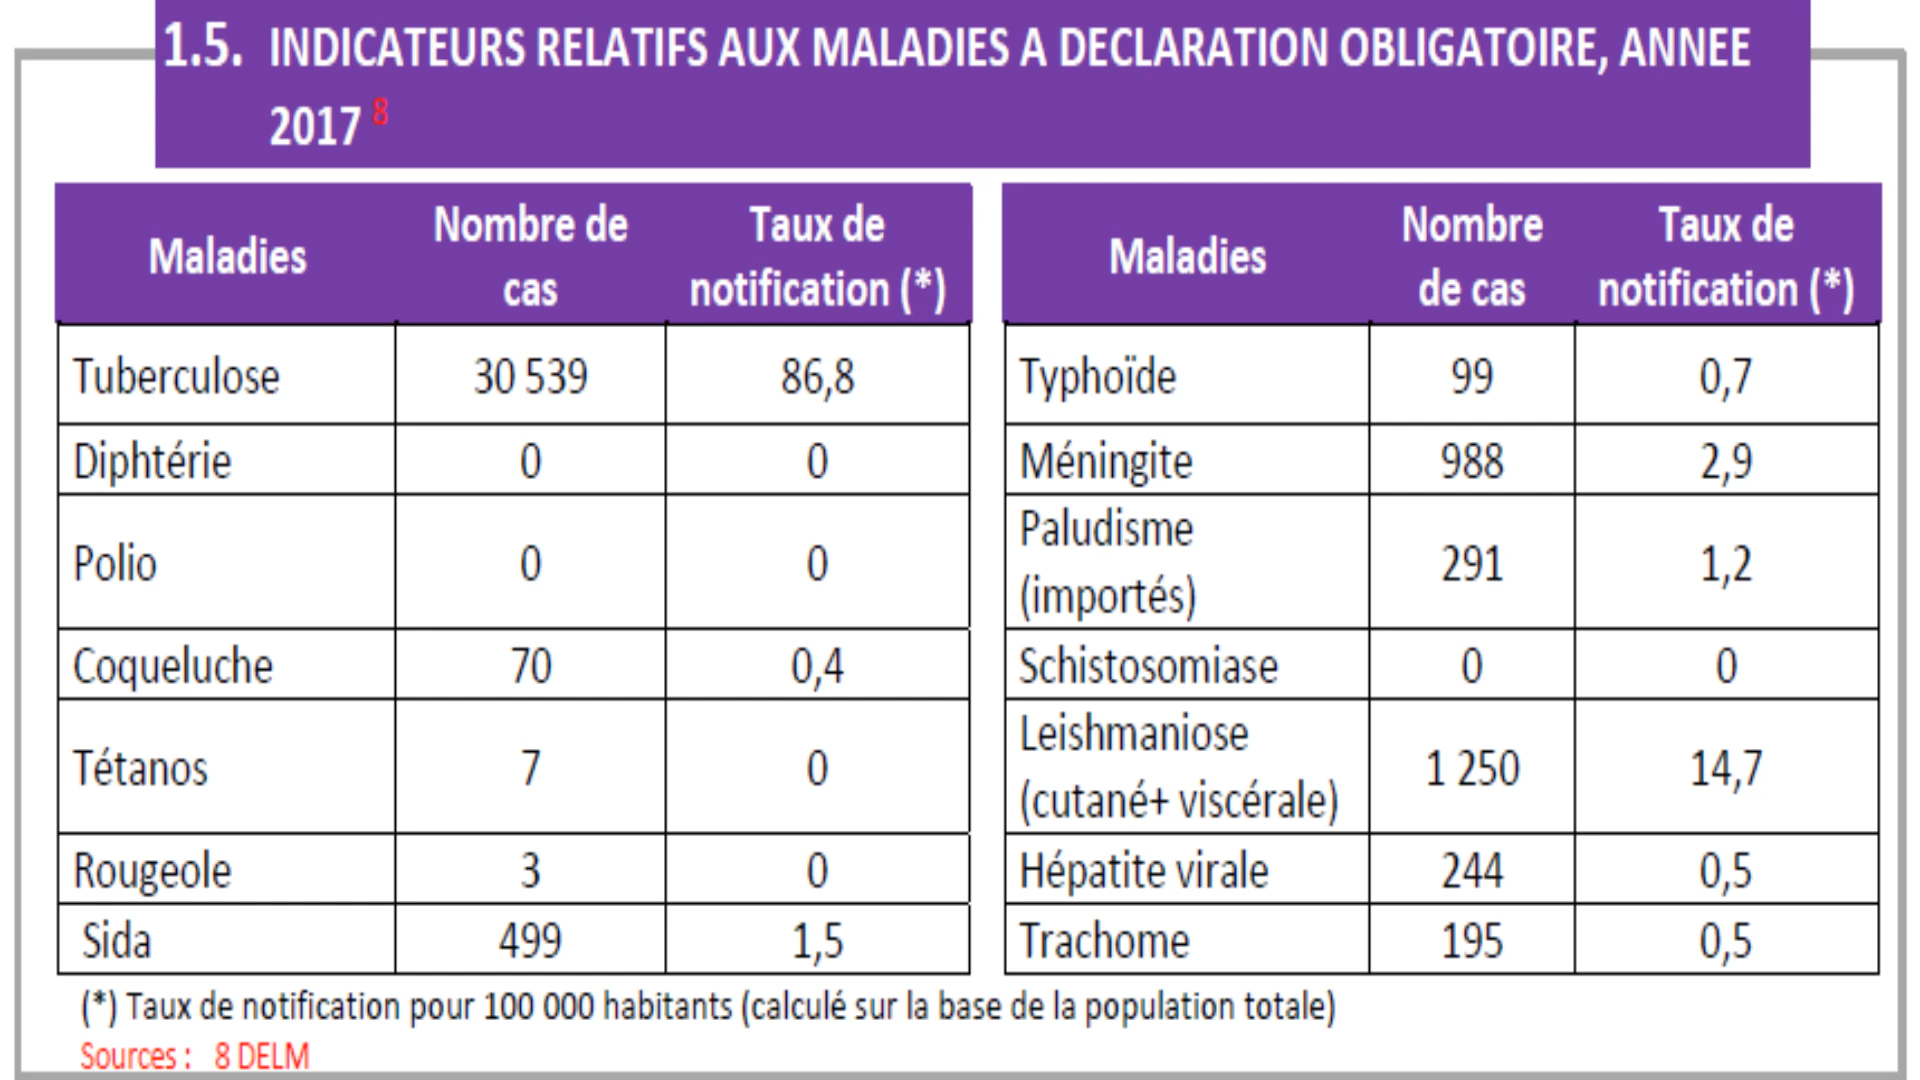 1.5. INDICATEURS RELATIFS AUX MALADIES A DECLARATION OBLIGATOIRE, ANNEE
2017 8
Maladies
Nombre de
cas
Taux de
notification (*)
Tuberculose 30 539 86,8
Diphtérie 0 0
Polio 0 0
Coqueluche 70 0,4
Tétanos 7 0
Rougeole 3 0
Sida 499 1,5
Maladies
Nombre
de cas
Taux de
notification (*)
Typhoïde 99 0,7
Méningite 988 2,9
Paludisme
(importés) 291 1,2
Schistosomiase 0 0
Leishmaniose
(cutané+ viscérale) 1 250 14,7
Hépatite virale 244 0,5
Trachome 195 0,5
(*) Taux de notification pour 100 000 habitants (calculé sur la base de la population totale)
Sources : 8 DELM